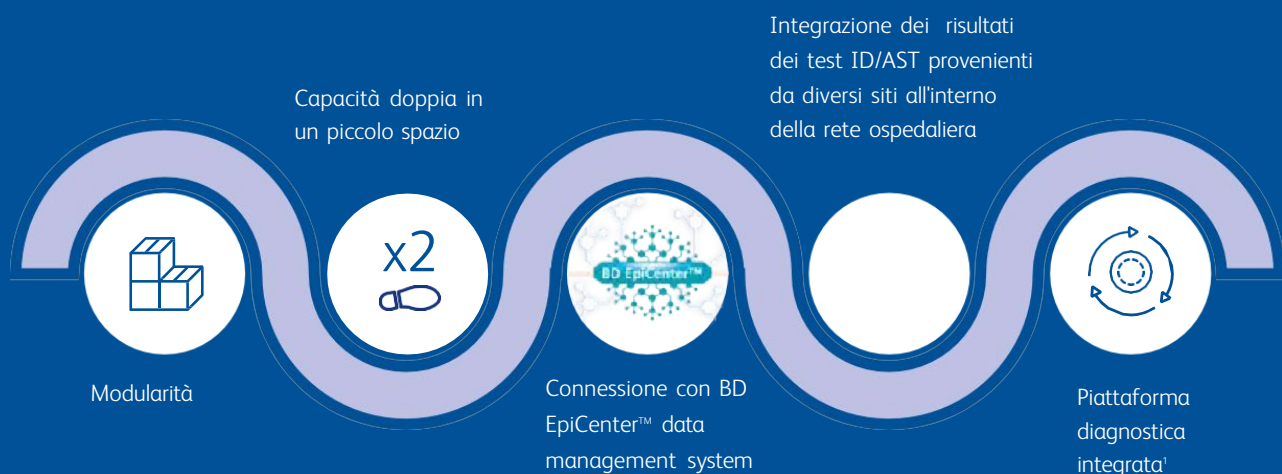 Modularità
Capacità doppia in
un piccolo spazio
x2
BD EpiCenter™
Connessione con BD
EpiCenter™ data
management system
Integrazione dei risultati
dei test ID/AST provenienti
da diversi siti all'interno
della rete ospedaliera
Piattaforma
diagnostica
integrata¹